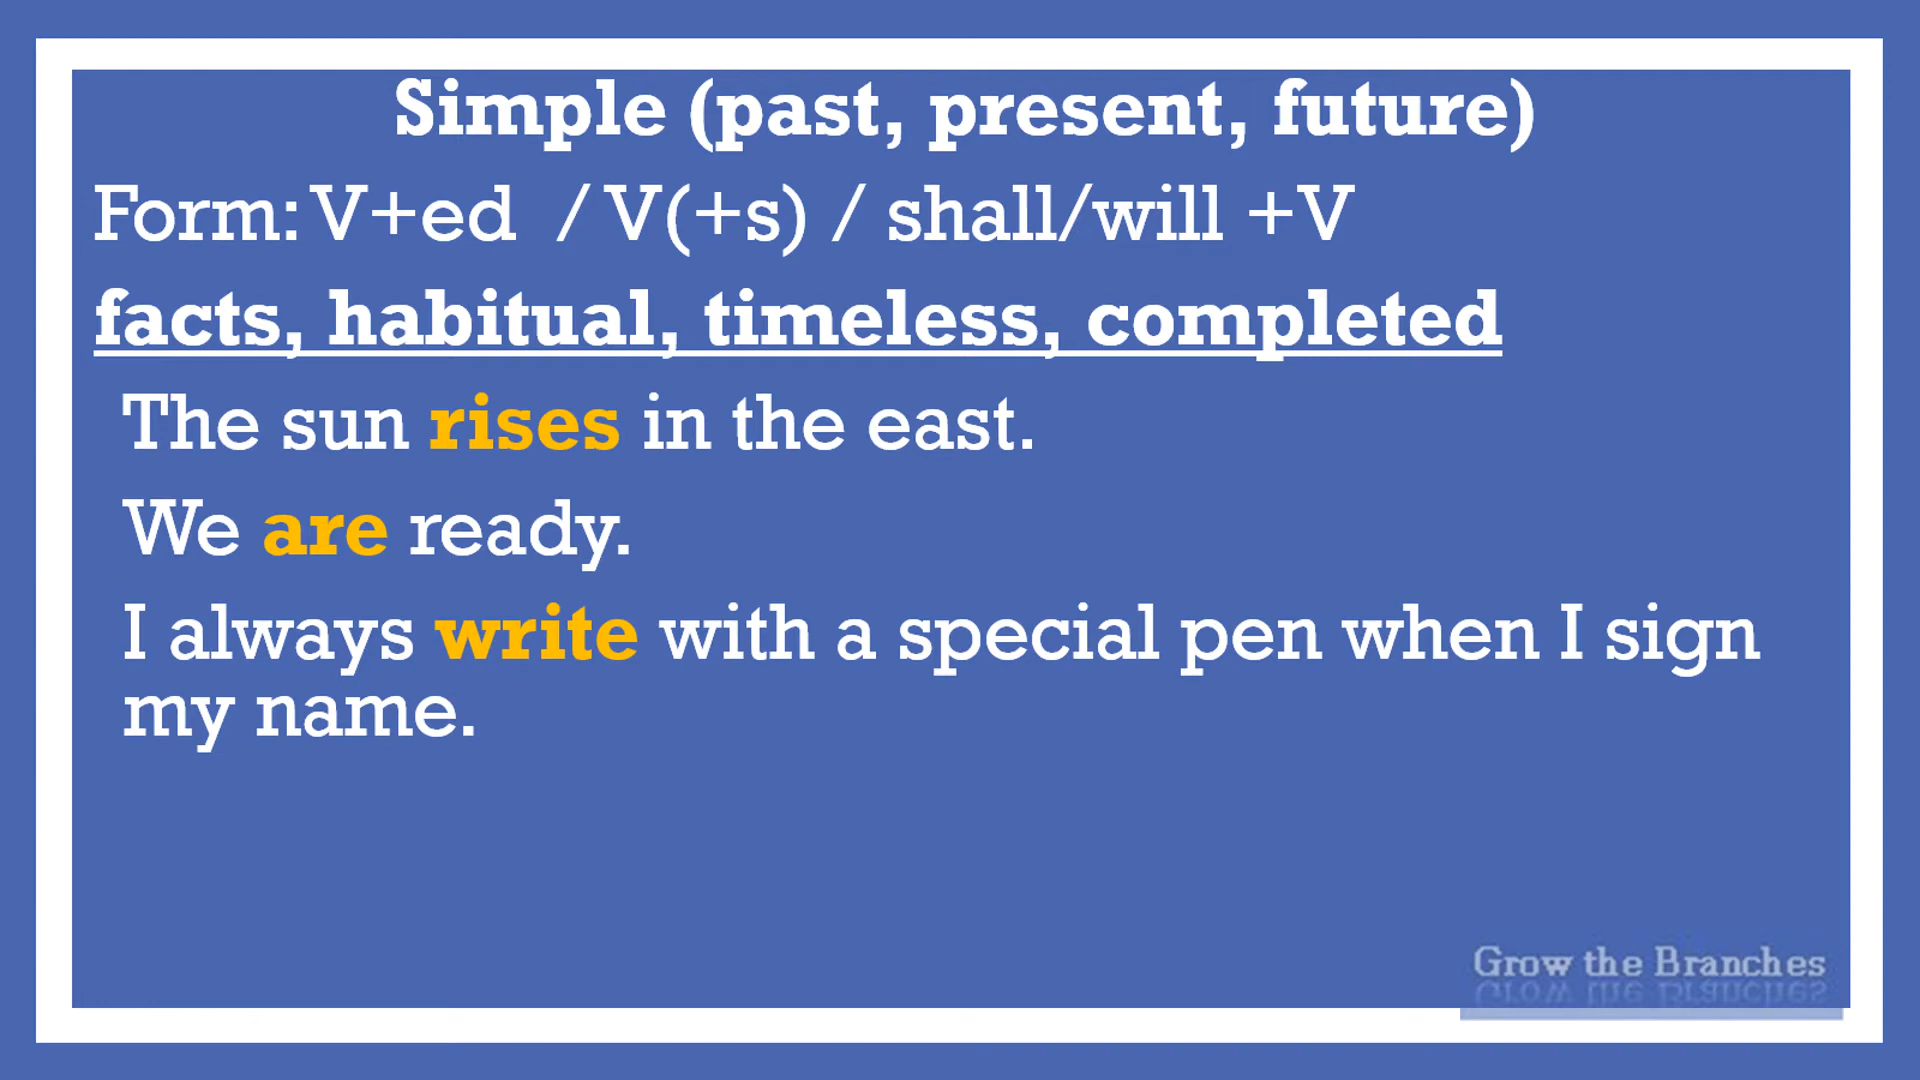 Simple (past, present, future)
Form: V+ed / V(+s) / shall/will +V
facts, habitual, timeless, completed
The sun rises in the east.
We are ready.
I always write with a special pen when I sign
my name.
Grow the Branches